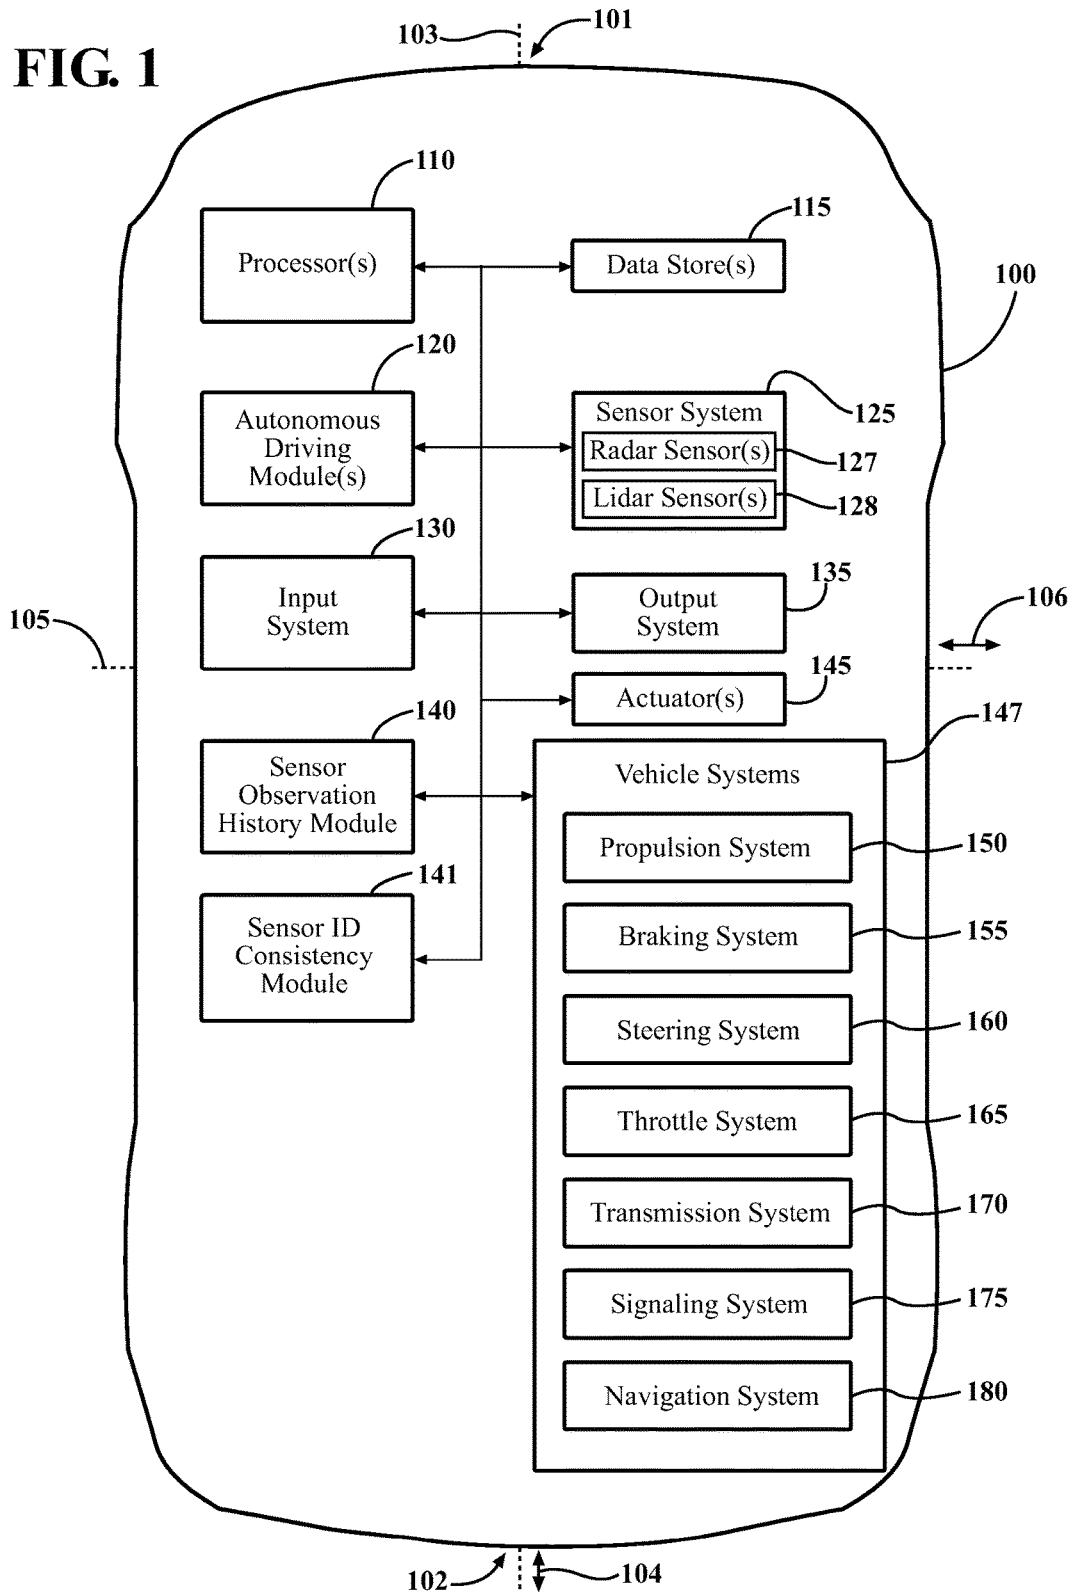 FIG. 1
103
101
110
Processor(s)
115
Data Store(s)
100
120
Autonomous
Driving
Module(s)
125
Sensor System
Radar Sensor(s)
127
Lidar Sensor(s)
128
130
Input
System
135
Output
System
105
106
145
Actuator(s)
140
Sensor
Observation
History Module
147
Vehicle Systems
Propulsion System
150
141
Sensor ID
Consistency
Module
Braking System
155
Steering System
160
Throttle System
165
Transmission System
170
Signaling System
175
Navigation System
180
102
104